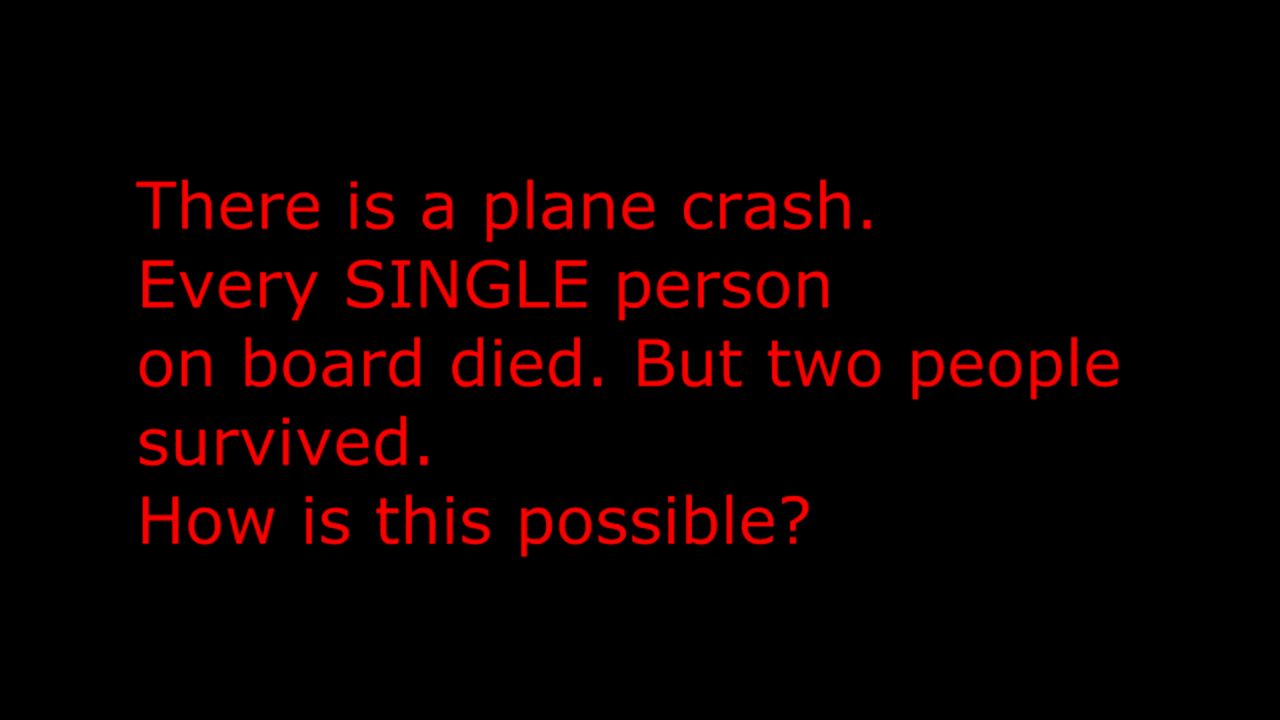 There is a plane crash.
Every SINGLE person
on board died. But two people
survived.
How is this possible?